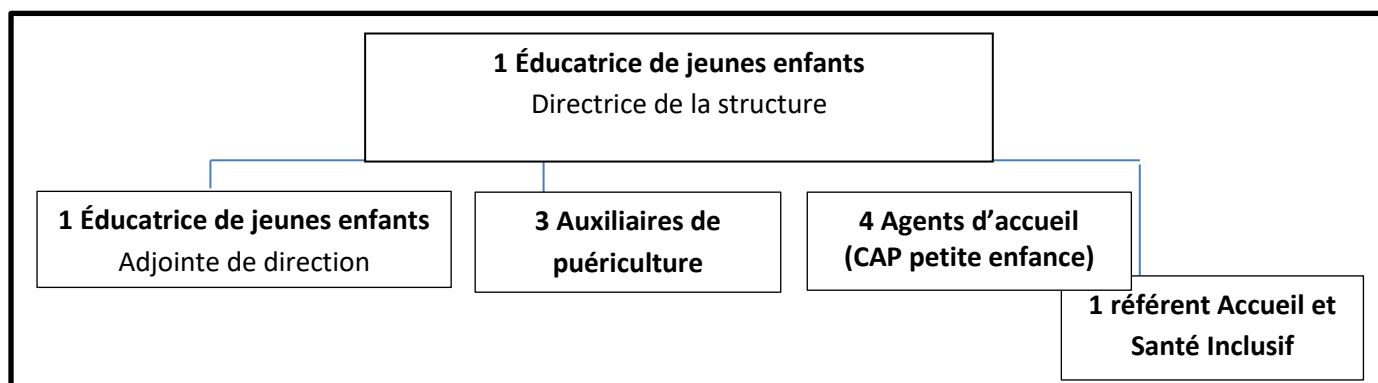 1 Éducatrice de jeunes enfants
Directrice de la structure
1 Éducatrice de jeunes enfants
Adjointe de direction
3 Auxiliaires de
puériculture
4 Agents d’accueil
(CAP petite enfance)
1 référent Accueil et
Santé Inclusif